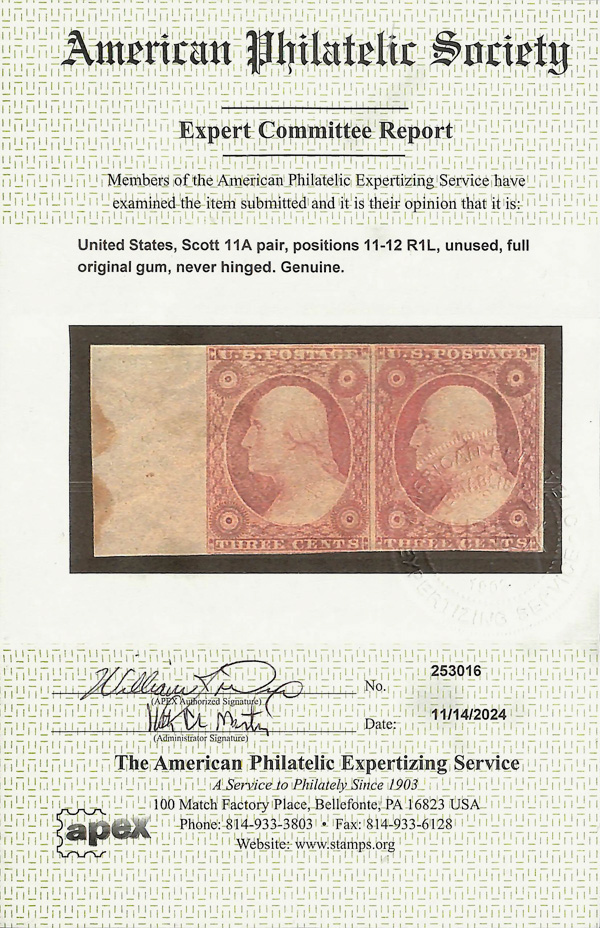 American Philatelic Society
Expert Committee Report
Members of the American Philatelic Expertizing Service have
examined the item submitted and it is their opinion that it is:
United States, Scott 11A pair, positions 11-12 R1L, unused, full
original gum, never hinged. Genuine.
U.S. POSTAGE U.S. POSTAGE
THREE CENTS THREE CENTS
EXPERTIZING SERVICE
No. 253016
(APEX Authorized Signature)
Date: 11/14/2024
(Administrator Signature)
The American Philatelic Expertizing Service
A Service to Philately Since 1903
100 Match Factory Place, Bellefonte, PA 16823 USA
Phone: 814-933-3803 • Fax: 814-933-6128
Website: www.stamps.org
apex